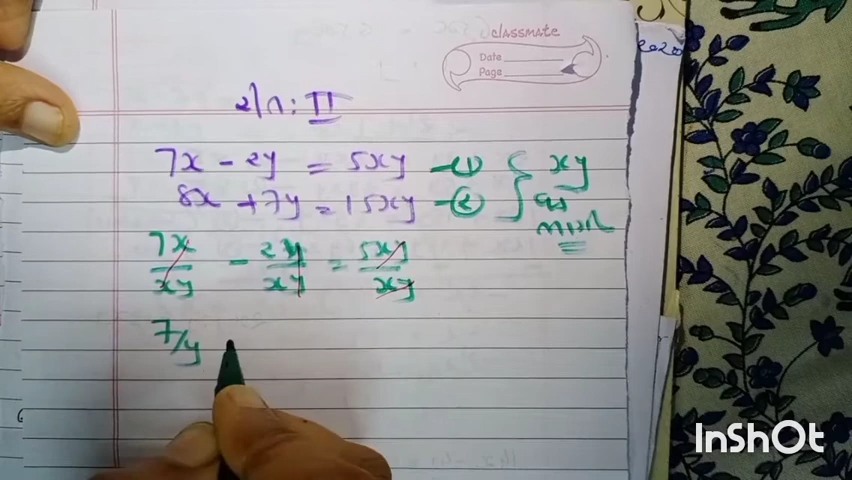 classmate
Date
Page
2020
7x - 2y = 5xy -(1)
xy
8x + 7y = 15xy -(2)
7x/xy - 2y/xy = 5xy/xy
7/y
InShOt